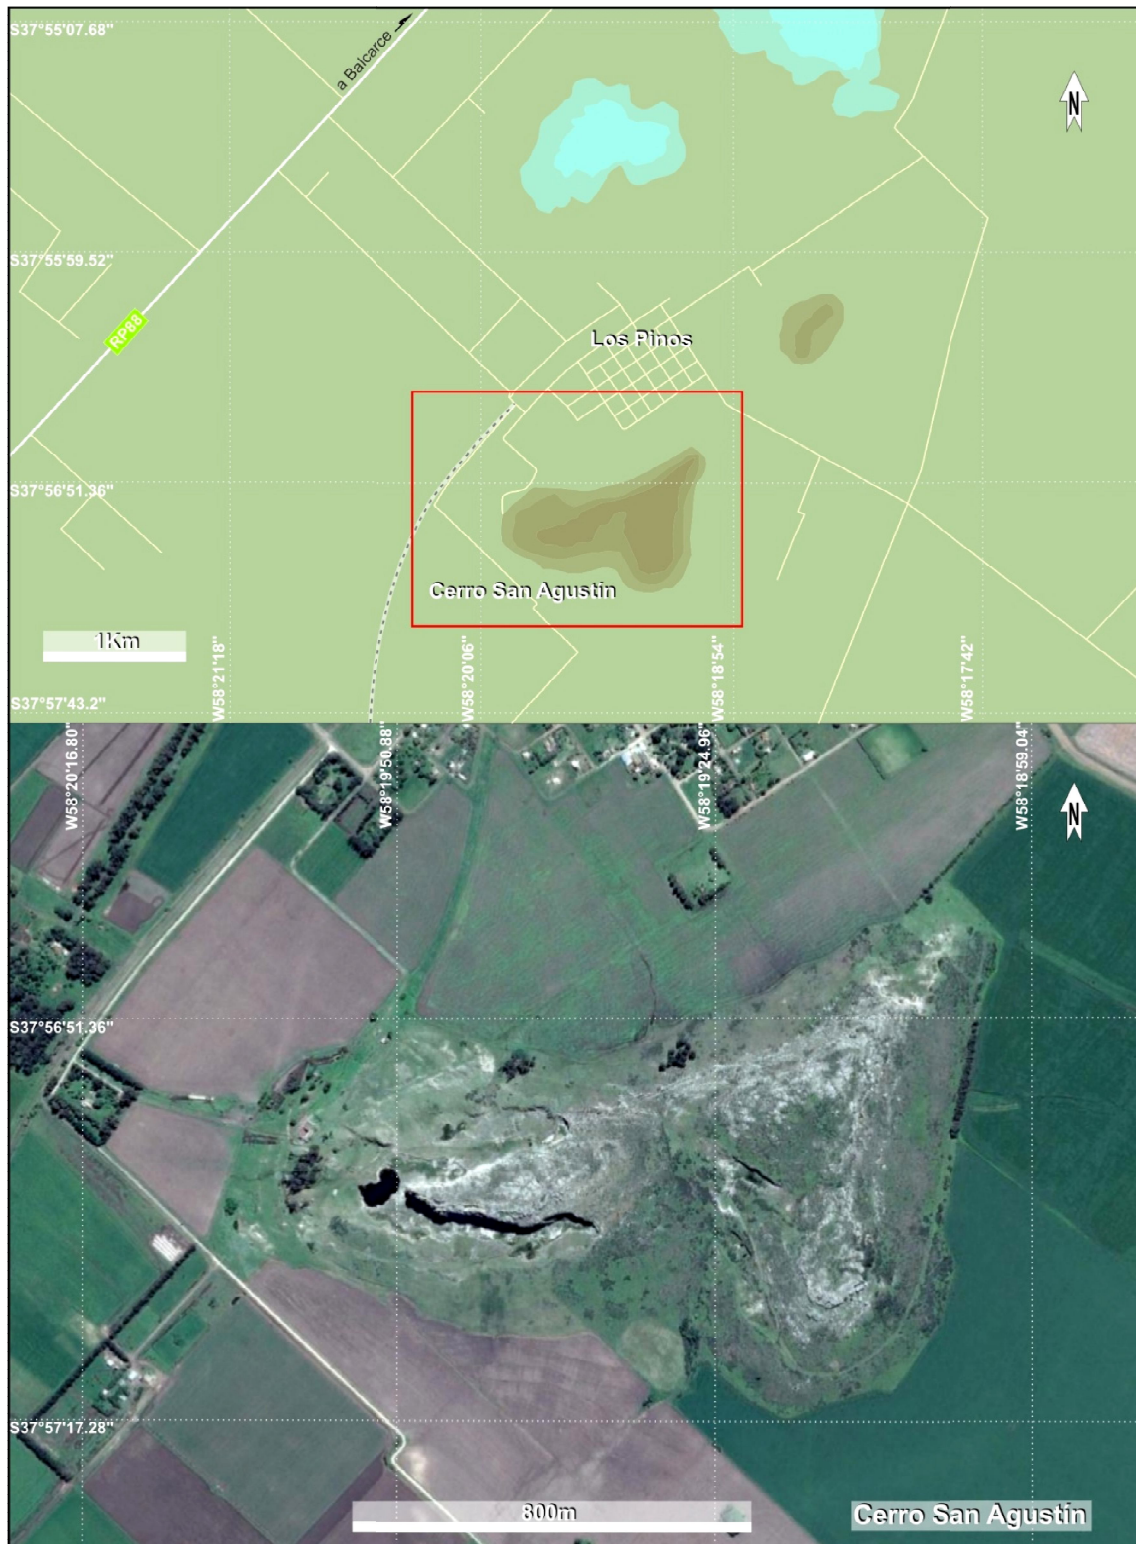 S37°55'07.68"
a Balcarce
N
S37°55'59.52"
RP88
Los Pinos
S37°56'51.36"
Cerro San Agustín
1Km
W58°21'18"
W58°20'06"
W58°18'54"
W58°17'42"
S37°57'43.2"
W58°20'16.80"
W58°19'50.88"
W58°19'24.96"
W58°18'59.04"
N
S37°56'51.36"
S37°57'17.28"
800m
Cerro San Agustín